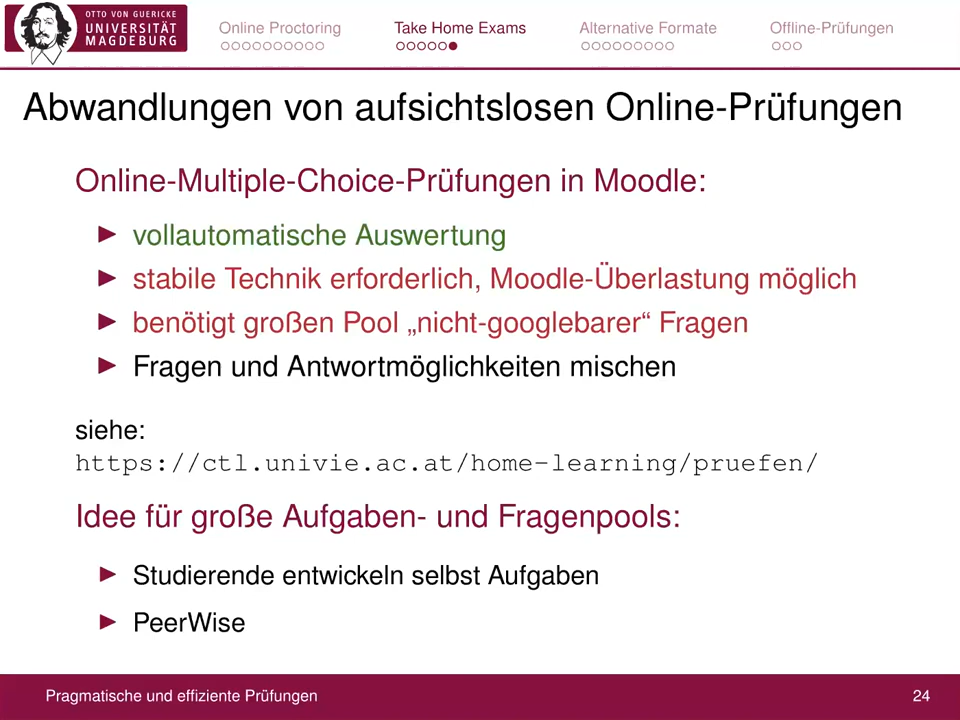 OTTO VON GUERICKE
UNIVERSITÄT
MAGDEBURG
Online Proctoring
Take Home Exams
Alternative Formate
Offline-Prüfungen
Abwandlungen von aufsichtslosen Online-Prüfungen
Online-Multiple-Choice-Prüfungen in Moodle:
vollautomatische Auswertung
stabile Technik erforderlich, Moodle-Überlastung möglich
benötigt großen Pool „nicht-googlebarer“ Fragen
Fragen und Antwortmöglichkeiten mischen
siehe:
https://ctl.univie.ac.at/home-learning/pruefen/
Idee für große Aufgaben- und Fragenpools:
Studierende entwickeln selbst Aufgaben
PeerWise
Pragmatische und effiziente Prüfungen
24